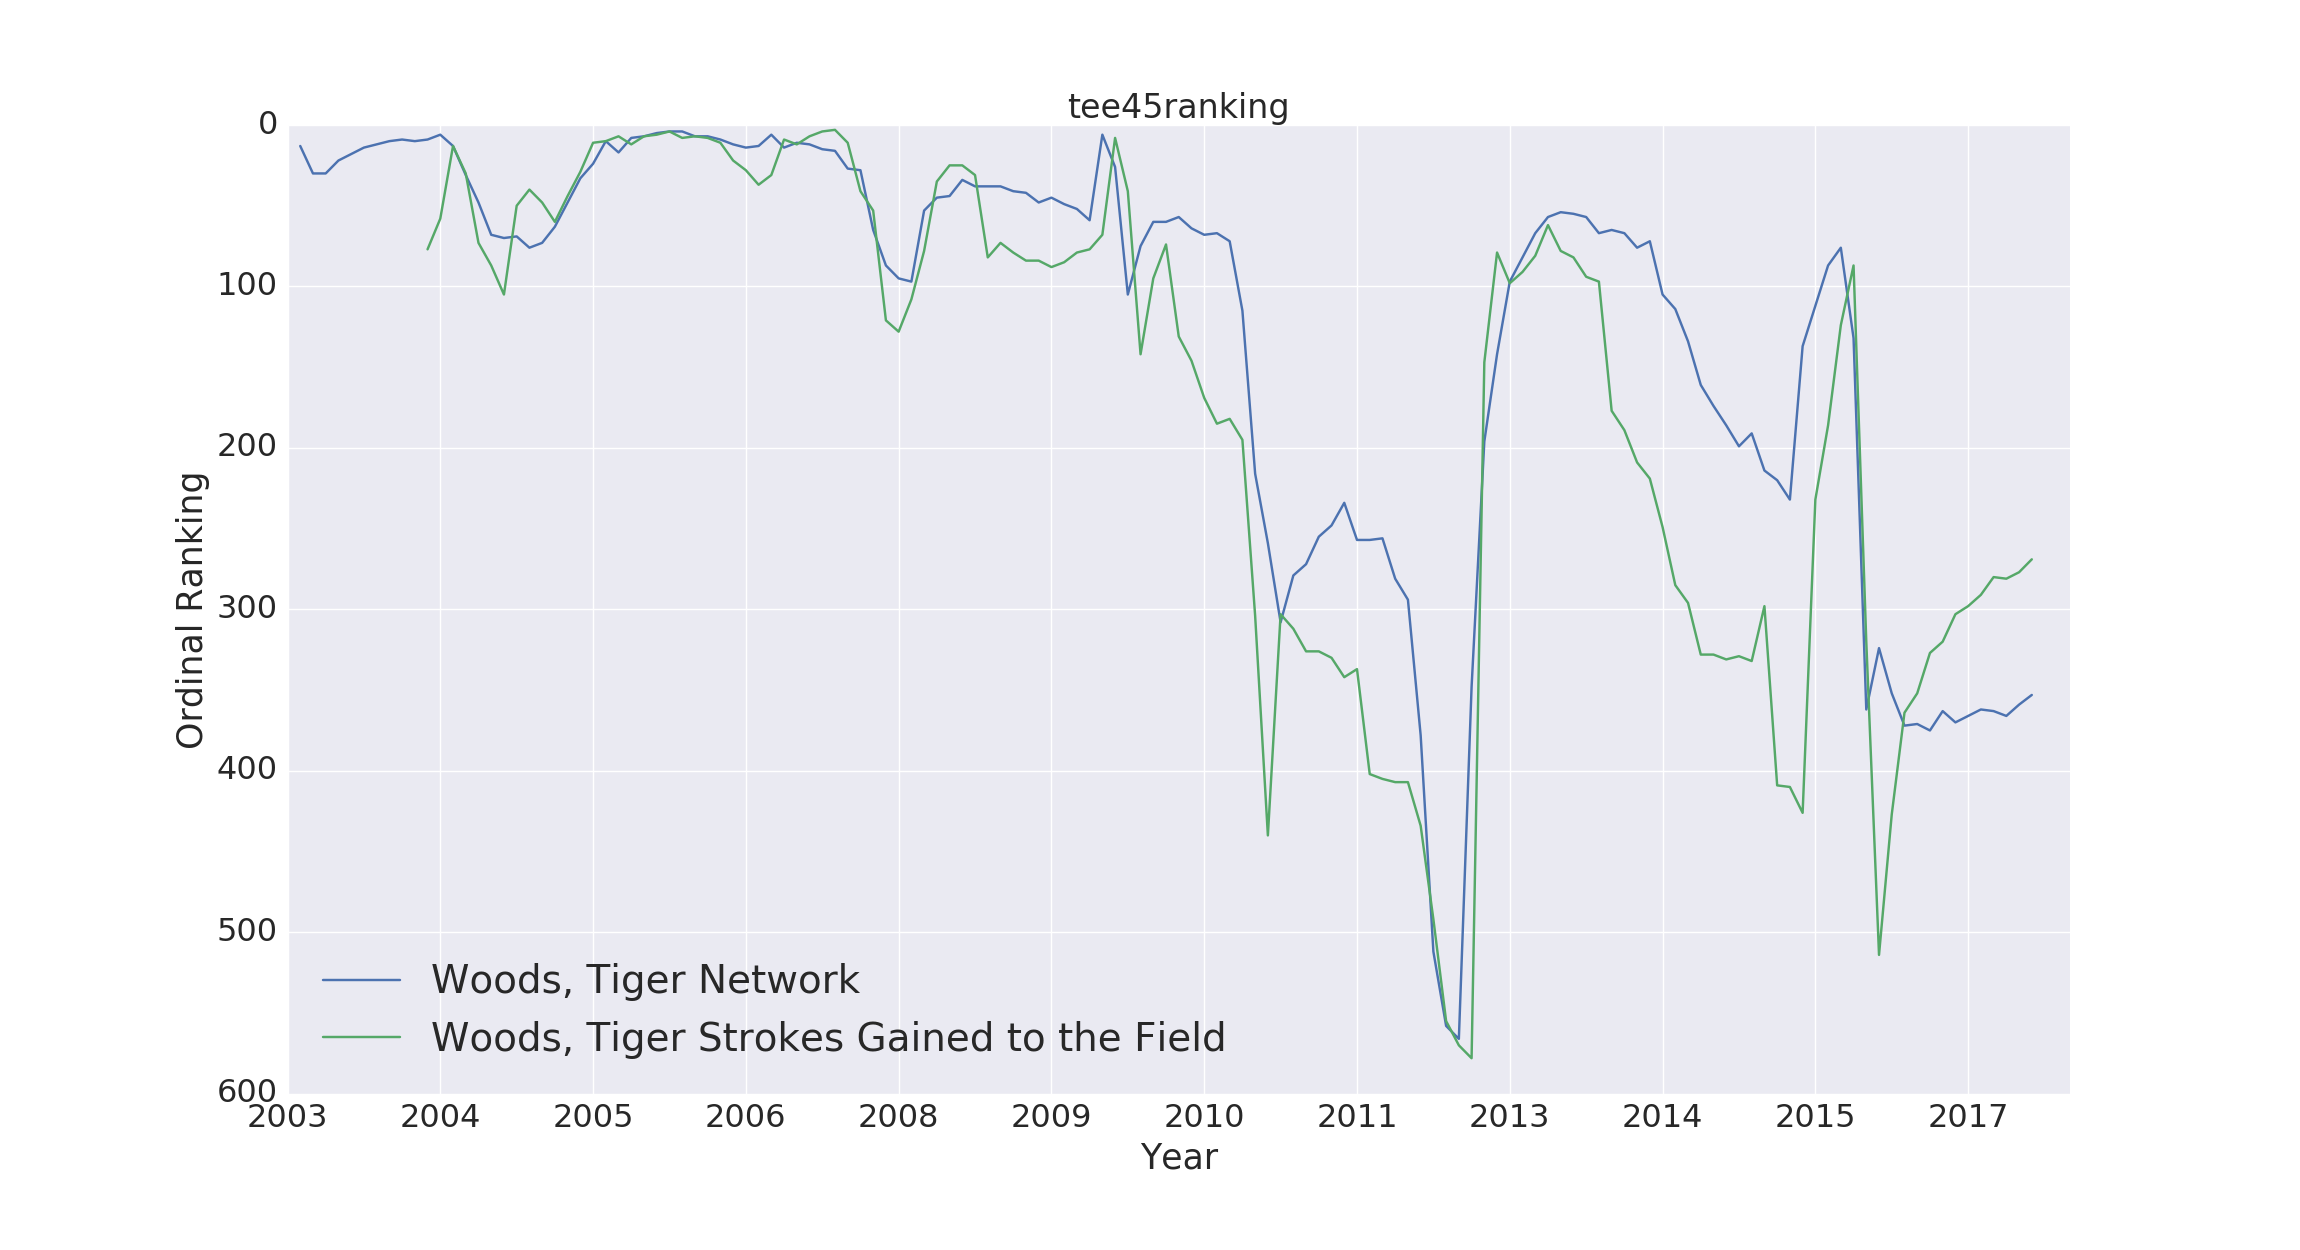 tee45ranking
0
100
200
300
400
500
600
Ordinal Ranking
Woods, Tiger Network
Woods, Tiger Strokes Gained to the Field
2003 2004 2005 2006 2008 2009 2010 2011 2013 2014 2015 2017
Year